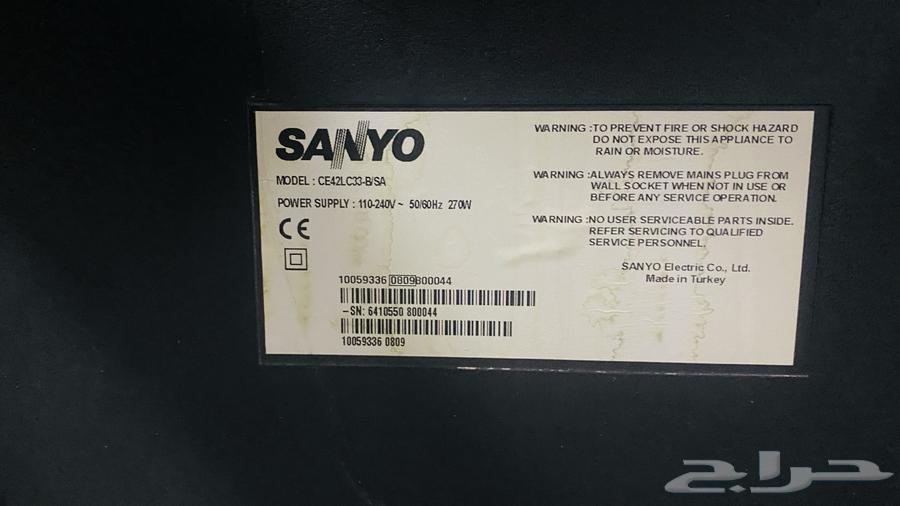 SANYO
MODEL : CE42LC33-B/SA
POWER SUPPLY : 110-240V ~ 50/60Hz 270W
CE
10059336 0809 800044
-SN: 6410550 800044
10059336 0809
WARNING :TO PREVENT FIRE OR SHOCK HAZARD
DO NOT EXPOSE THIS APPLIANCE TO
RAIN OR MOISTURE.
WARNING :ALWAYS REMOVE MAINS PLUG FROM
WALL SOCKET WHEN NOT IN USE OR
BEFORE ANY SERVICE OPERATION.
WARNING :NO USER SERVICEABLE PARTS INSIDE.
REFER SERVICING TO QUALIFIED
SERVICE PERSONNEL.
SANYO Electric Co., Ltd.
Made in Turkey
حراج